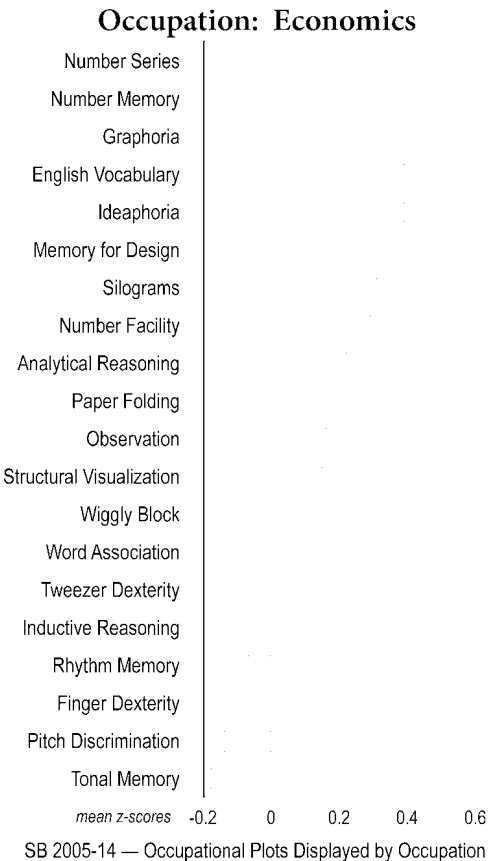 Occupation: Economics
Number Series
Number Memory
Graphoria
English Vocabulary
Ideaphoria
Memory for Design
Silograms
Number Facility
Analytical Reasoning
Paper Folding
Observation
Structural Visualization
Wiggly Block
Word Association
Tweezer Dexterity
Inductive Reasoning
Rhythm Memory
Finger Dexterity
Pitch Discrimination
Tonal Memory
mean z-scores -0.2 0 0.2 0.4 0.6
SB 2005-14 — Occupational Plots Displayed by Occupation